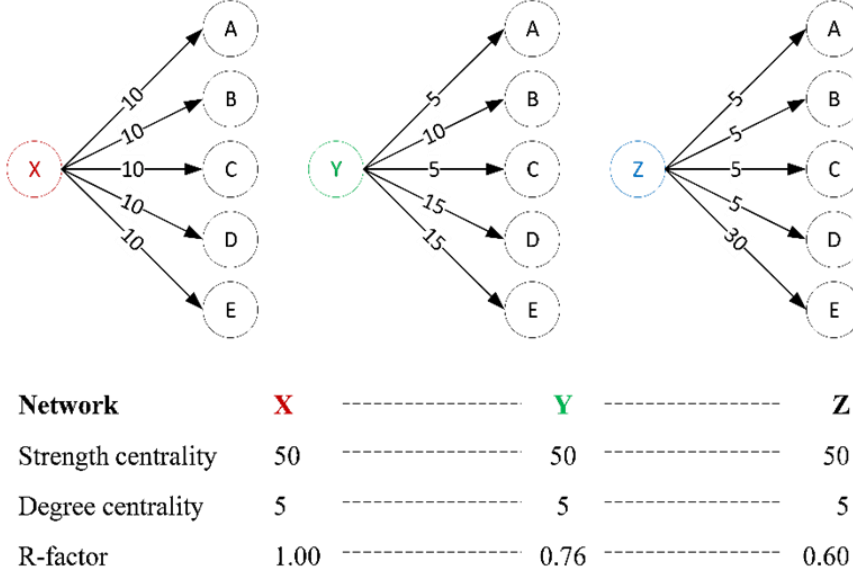 A A A
10 5 5
B B B
10 10 5
X 10 C Y 5 C Z 5 C
10 15 5
D D D
10 15 30
E E E
Network X Y Z
Strength centrality 50 50 50
Degree centrality 5 5 5
R-factor 1.00 0.76 0.60